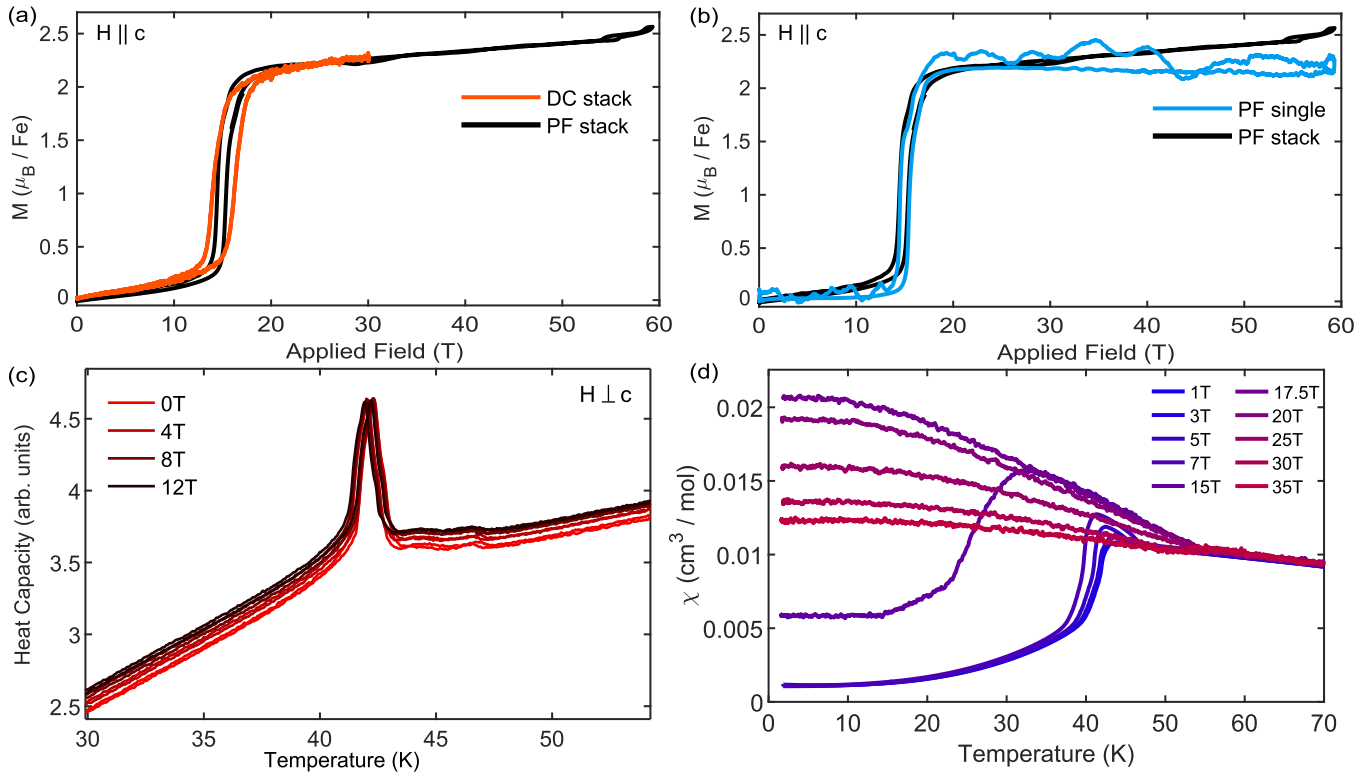 (a)
H || c
M (μB / Fe)
2.5
2
1.5
1
0.5
0
DC stack
PF stack
0 10 20 30 40 50 60
Applied Field (T)
(b)
H || c
M (μB / Fe)
2.5
2
1.5
1
0.5
0
PF single
PF stack
0 10 20 30 40 50 60
Applied Field (T)
(c)
H ⊥ c
Heat Capacity (arb. units)
4.5
4
3.5
3
2.5
0T
4T
8T
12T
30 35 40 45 50
Temperature (K)
(d)
χ (cm³ / mol)
0.02
0.015
0.01
0.005
0
1T 17.5T
3T 20T
5T 25T
7T 30T
15T 35T
0 10 20 30 40 50 60 70
Temperature (K)